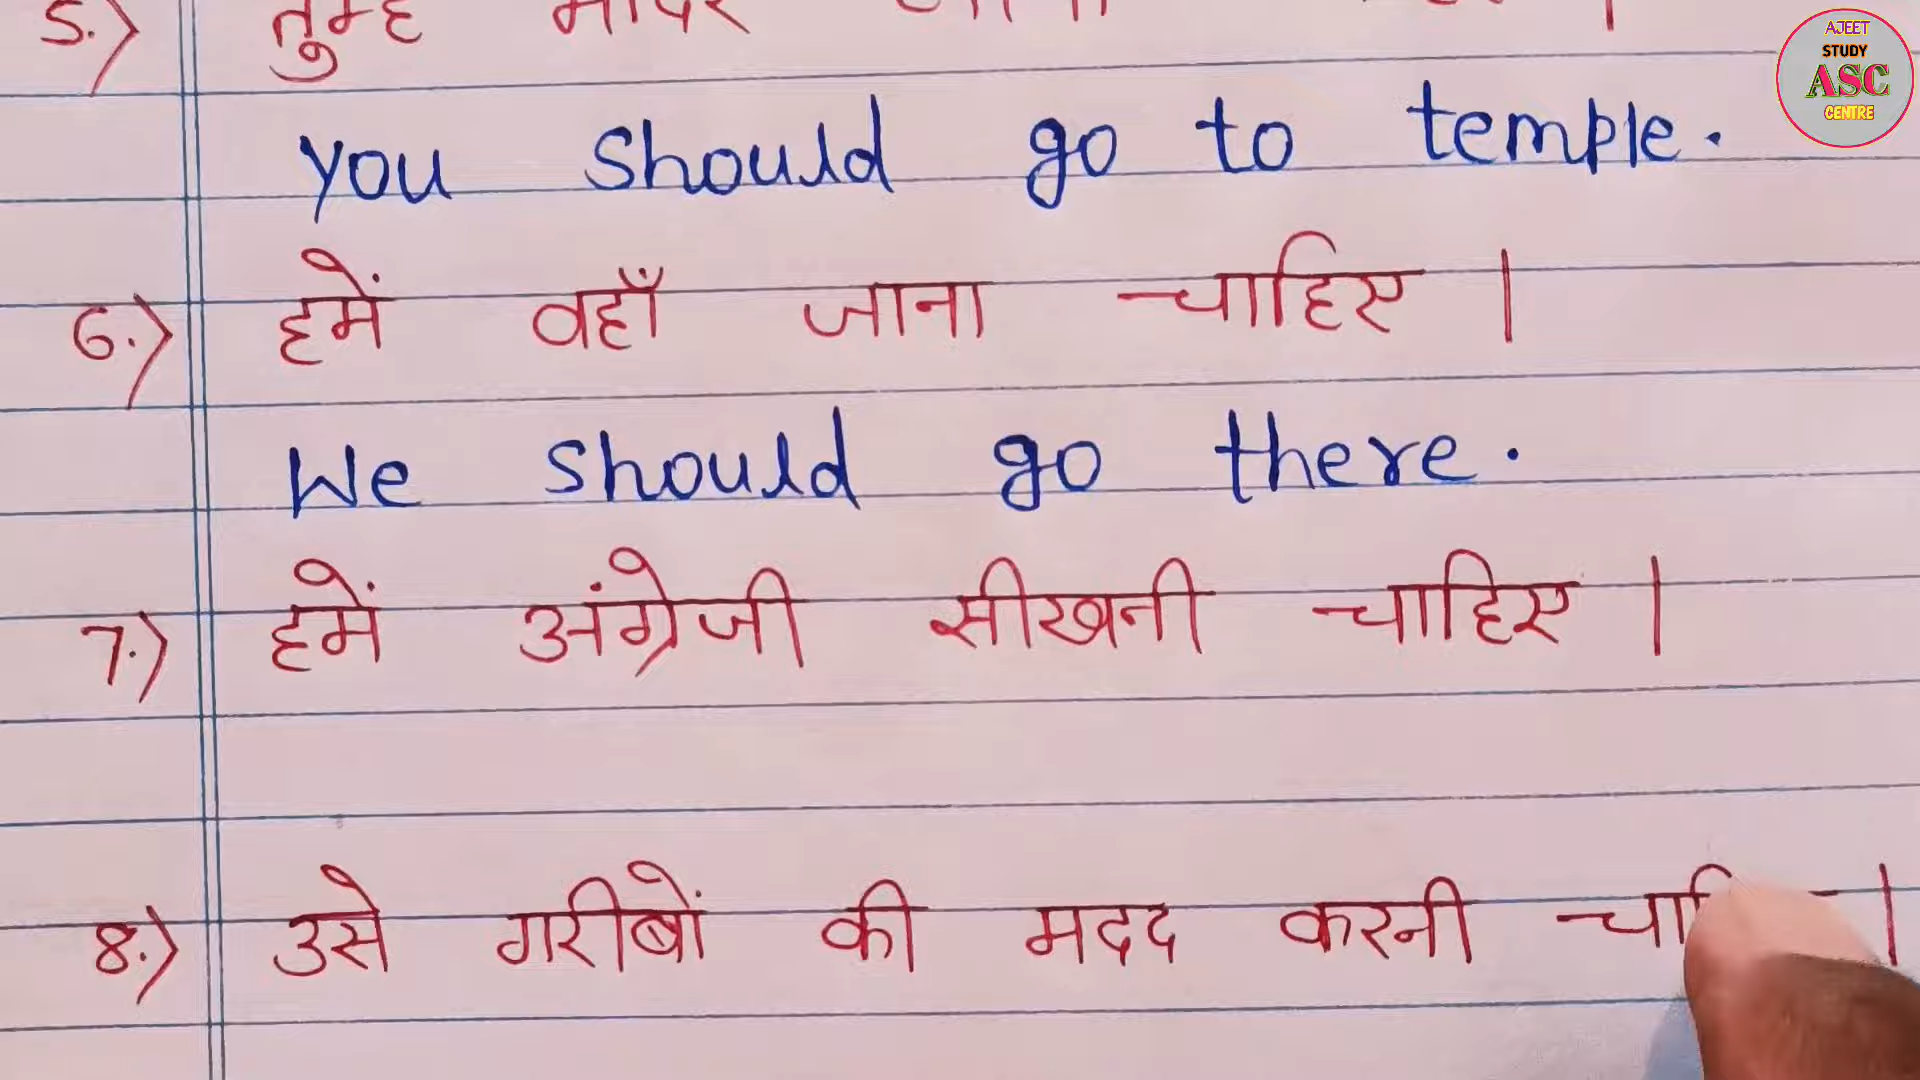 5.) तुम्हे मंदिर
you should go to temple.
6.) हमें वहाँ जाना चाहिए |
We should go there.
7.) हमें अंग्रेजी सीखनी चाहिए |
8.) उसे गरीबों की मदद करनी |
AJEET
STUDY
ASC
CENTRE